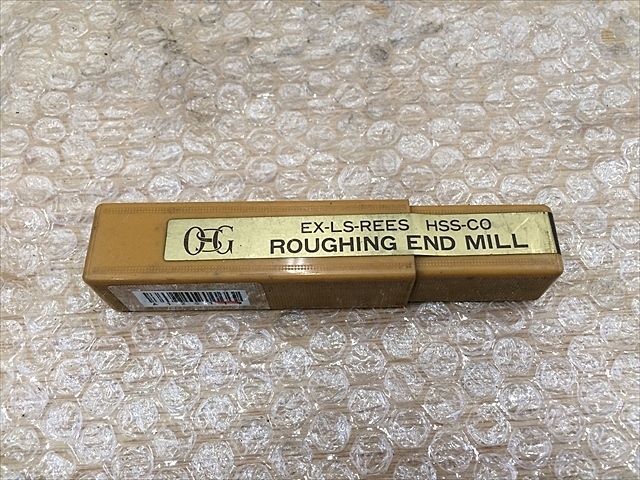 OSG
EX-LS-REES HSS-CO
ROUGHING END MILL